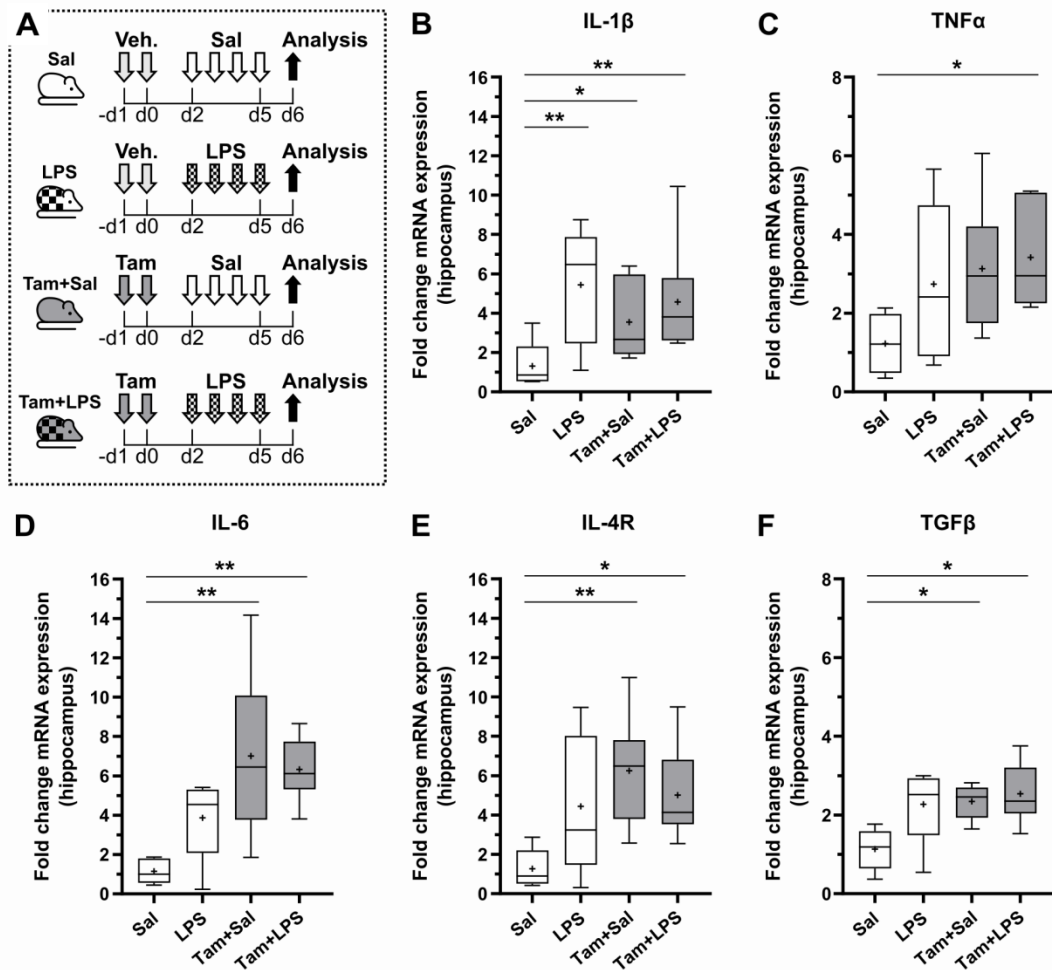 A
Sal
Veh. Sal Analysis
-d1 d0 d2 d5 d6
LPS
Veh. LPS Analysis
-d1 d0 d2 d5 d6
Tam+Sal
Tam Sal Analysis
-d1 d0 d2 d5 d6
Tam+LPS
Tam LPS Analysis
-d1 d0 d2 d5 d6
B
IL-1β
Fold change mRNA expression
(hippocampus)
16
14
12
10
8
6
4
2
0
**
*
**
Sal LPS Tam+Sal Tam+LPS
C
TNFα
Fold change mRNA expression
(hippocampus)
8
6
4
2
0
*
Sal LPS Tam+Sal Tam+LPS
D
IL-6
Fold change mRNA expression
(hippocampus)
16
14
12
10
8
6
4
2
0
**
**
Sal LPS Tam+Sal Tam+LPS
E
IL-4R
Fold change mRNA expression
(hippocampus)
16
14
12
10
8
6
4
2
0
*
**
Sal LPS Tam+Sal Tam+LPS
F
TGFβ
Fold change mRNA expression
(hippocampus)
8
6
4
2
0
*
*
Sal LPS Tam+Sal Tam+LPS